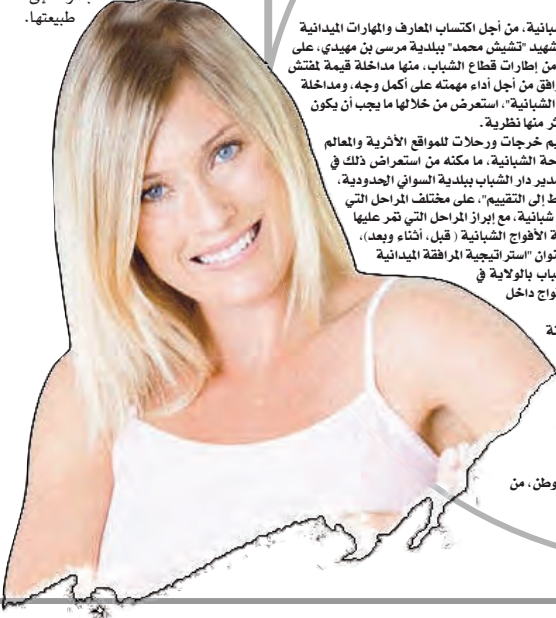 طبيعتها.
شبانية، من أجل اكتساب المعارف والمهارات الميدانية
شهيد "تشيش محمد" ببلدية مرسى بن مهيدي، على
من إطارات قطاع الشباب، منها مداخلة قيمة لمفتش
رافق من أجل أداء مهمته على أكمل وجه، ومداخلة
الشبانية"، استعرض من خلالها ما يجب أن يكون
ثر منها نظرية.
يم خرجات ورحلات للمواقع الأثرية والمعالم
حة الشبانية، ما مكنه من استعراض ذلك في
مدير دار الشباب ببلدية السواني الحدودية،
ط إلى التقييم"، على مختلف المراحل التي
شبانية، مع إبراز المراحل التي تمر عليها
ة الأفواج الشبانية ( قبل، أثناء وبعد)،
نوان "استراتيجية المرافقة الميدانية
باب بالولاية في
واج داخل
ئة
وطن، من